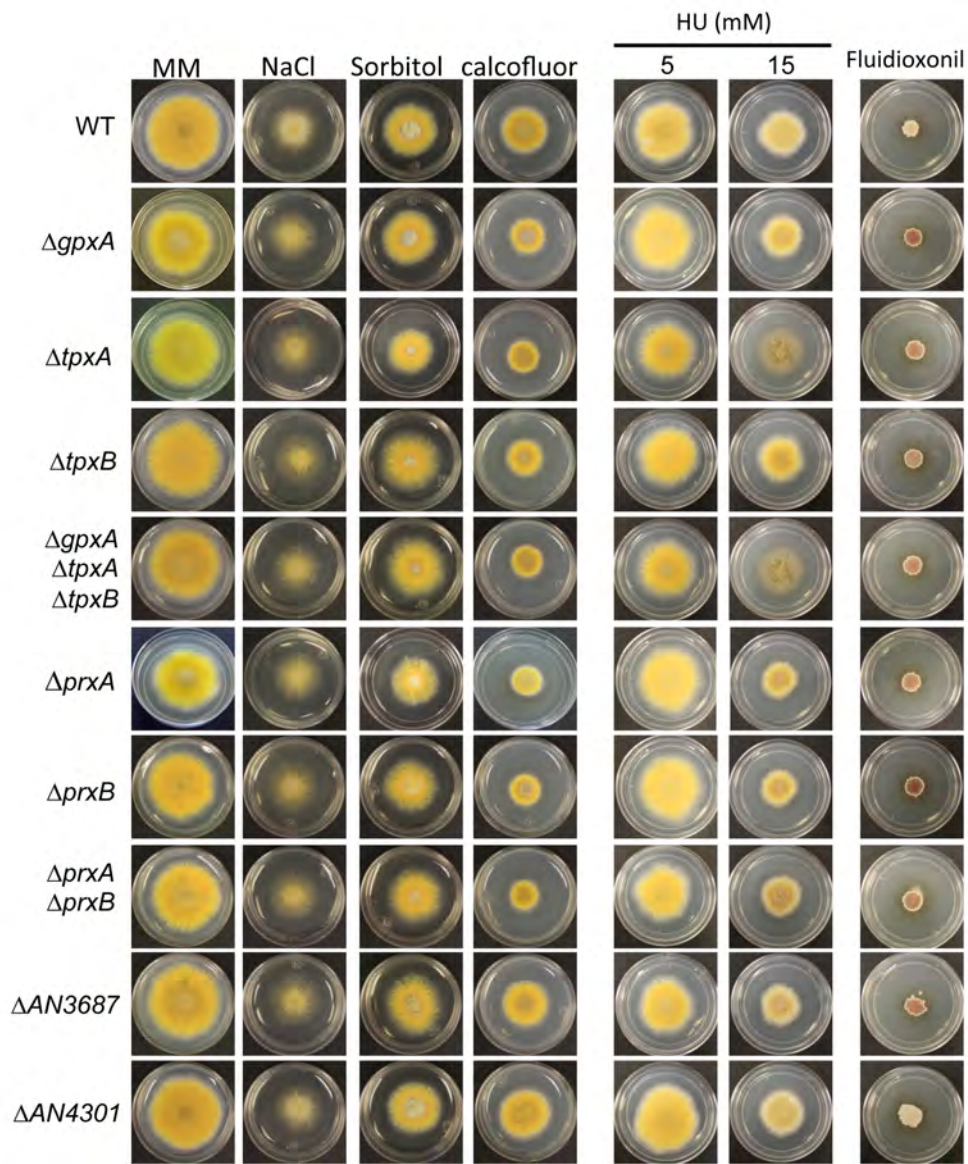 HU (mM)
MM NaCl Sorbitol calcofluor 5 15 Fluidioxonil
WT
ΔgpxA
ΔtpxA
ΔtpxB
ΔgpxA
ΔtpxA
ΔtpxB
ΔprxA
ΔprxB
ΔprxA
ΔprxB
ΔAN3687
ΔAN4301